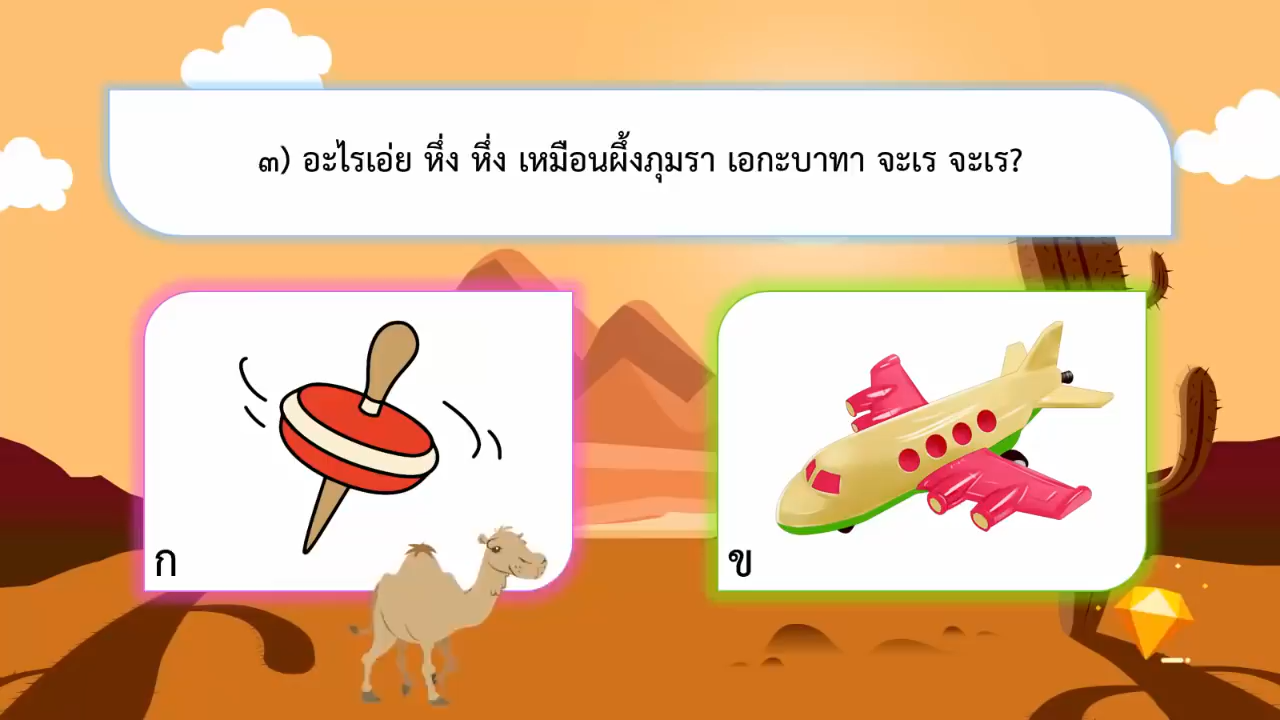 ๓) อะไรเอ่ย หึ่ง หึ่ง เหมือนผึ้งภุมรา เอกะบาทา จะเร จะเร?
ก
ข